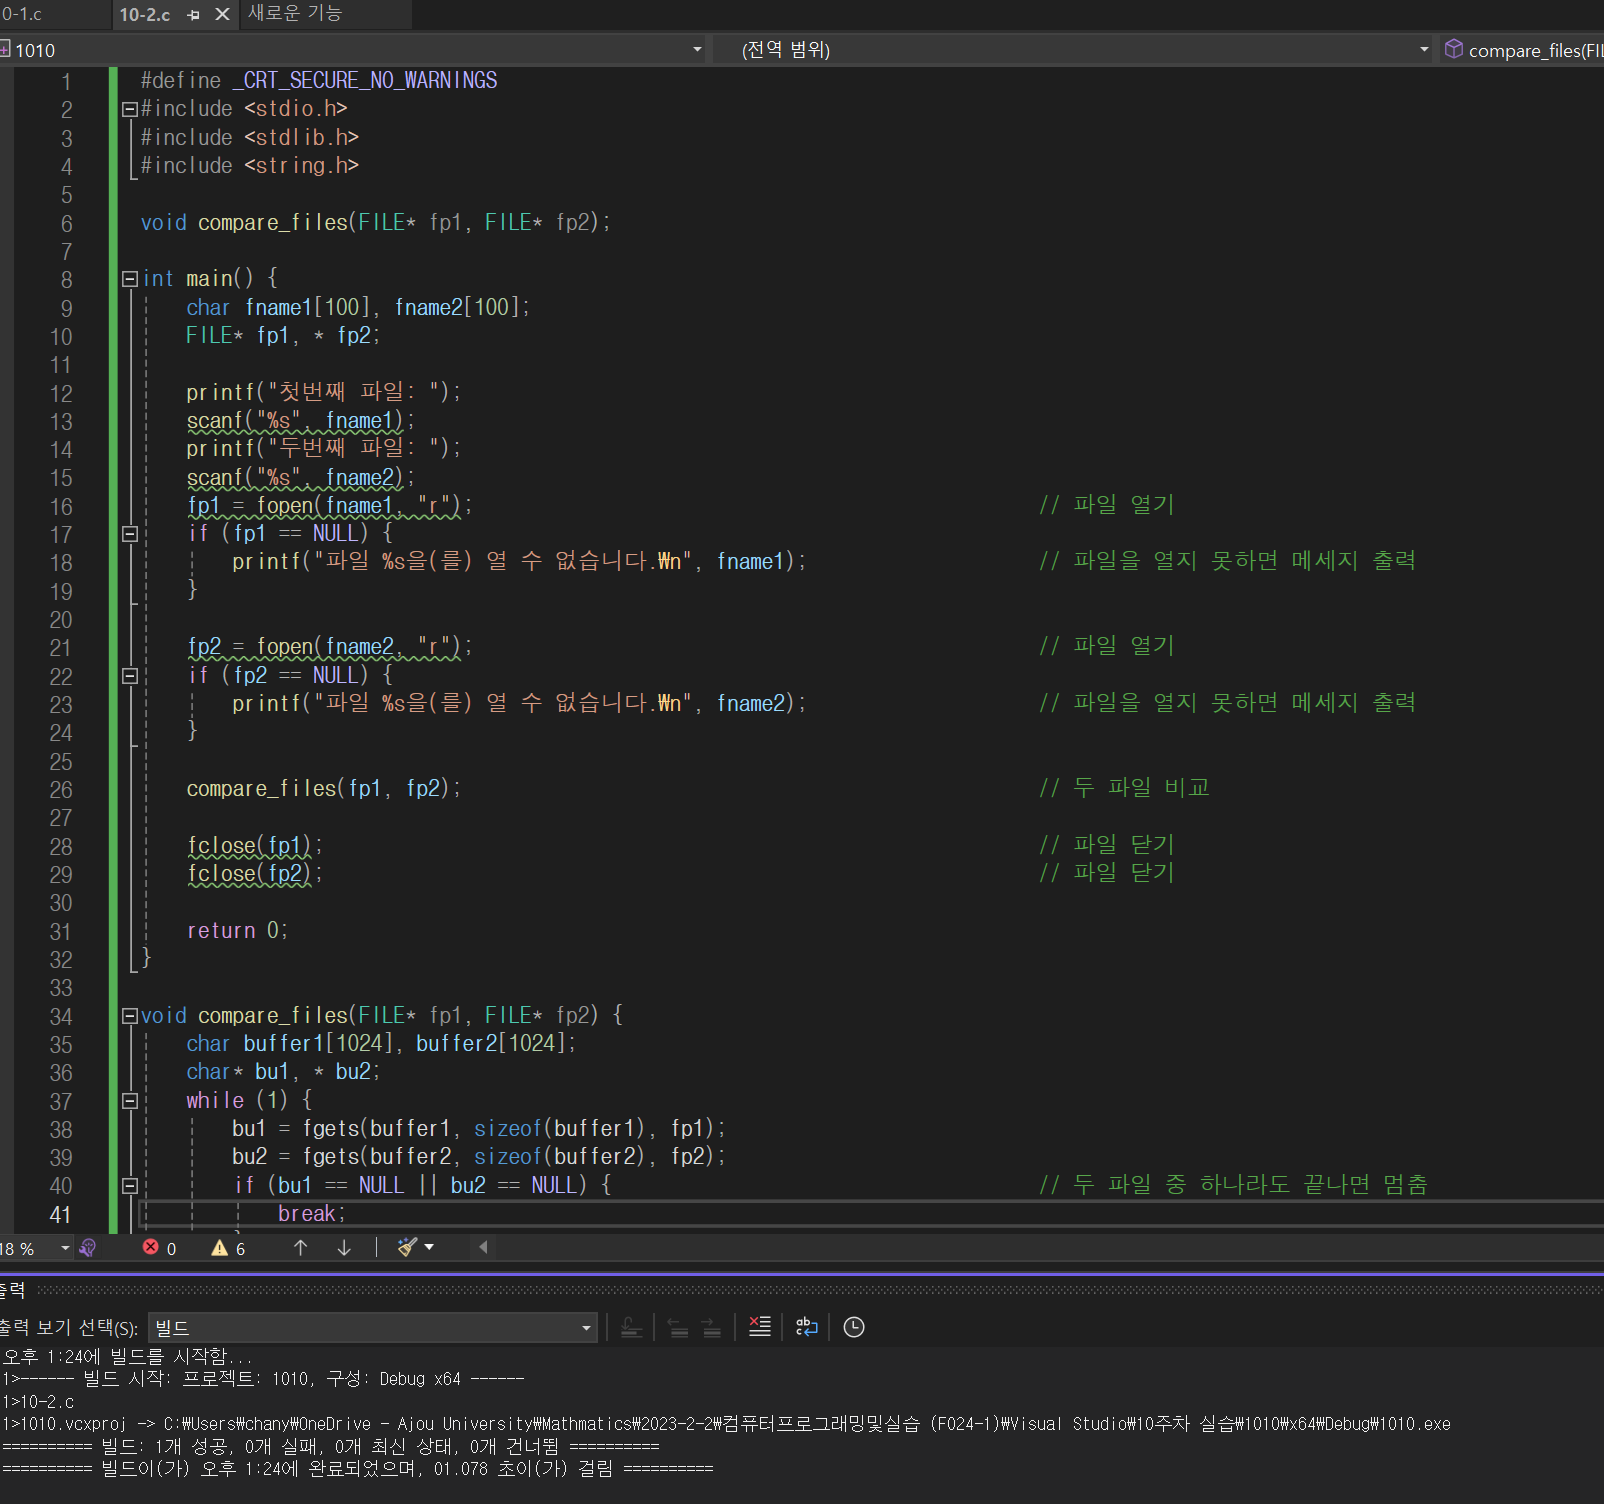 0-1.c 10-2.c 새로운 기능
1010 (전역 범위) compare_files(FIL
1 #define _CRT_SECURE_NO_WARNINGS
2 #include <stdio.h>
3 #include <stdlib.h>
4 #include <string.h>
5
6 void compare_files(FILE* fp1, FILE* fp2);
7
8 int main() {
9 char fname1[100], fname2[100];
10 FILE* fp1, * fp2;
11
12 printf("첫번째 파일: ");
13 scanf("%s", fname1);
14 printf("두번째 파일: ");
15 scanf("%s", fname2);
16 fp1 = fopen(fname1, "r"); // 파일 열기
17 if (fp1 == NULL) {
18 printf("파일 %s을(를) 열 수 없습니다.₩n", fname1); // 파일을 열지 못하면 메세지 출력
19 }
20
21 fp2 = fopen(fname2, "r"); // 파일 열기
22 if (fp2 == NULL) {
23 printf("파일 %s을(를) 열 수 없습니다.₩n", fname2); // 파일을 열지 못하면 메세지 출력
24 }
25
26 compare_files(fp1, fp2); // 두 파일 비교
27
28 fclose(fp1); // 파일 닫기
29 fclose(fp2); // 파일 닫기
30
31 return 0;
32 }
33
34 void compare_files(FILE* fp1, FILE* fp2) {
35 char buffer1[1024], buffer2[1024];
36 char* bu1, * bu2;
37 while (1) {
38 bu1 = fgets(buffer1, sizeof(buffer1), fp1);
39 bu2 = fgets(buffer2, sizeof(buffer2), fp2);
40 if (bu1 == NULL || bu2 == NULL) { // 두 파일 중 하나라도 끝나면 멈춤
41 break;
18 % 0 6
출력
출력 보기 선택(S): 빌드
오후 1:24에 빌드를 시작함...
1>------ 빌드 시작: 프로젝트: 1010, 구성: Debug x64 ------
1>10-2.c
1>1010.vcxproj -> C:₩Users₩chany₩OneDrive - Ajou University₩Mathmatics₩2023-2-2₩컴퓨터프로그래밍및실습 (F024-1)₩Visual Studio₩10주차 실습₩1010₩x64₩Debug₩1010.exe
========== 빌드: 1개 성공, 0개 실패, 0개 최신 상태, 0개 건너뜀 ==========
========== 빌드이(가) 오후 1:24에 완료되었으며, 01.078 초이(가) 걸림 ==========